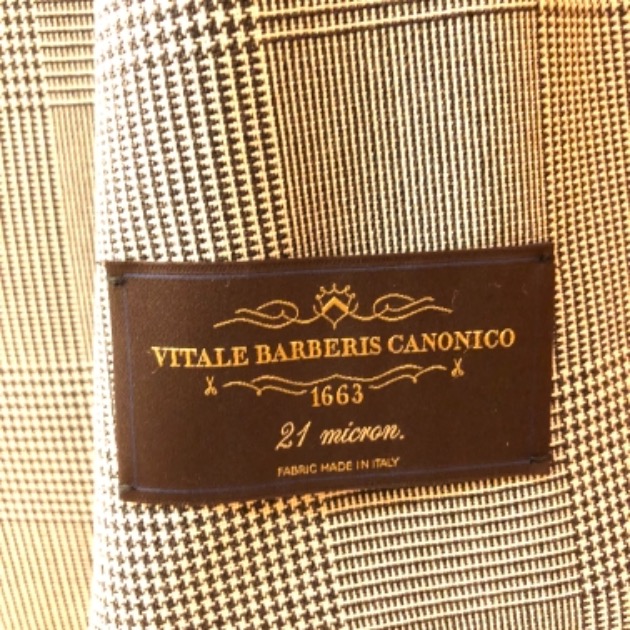 VITALE BARBERIS CANONICO
1663
21 micron.
FABRIC MADE IN ITALY